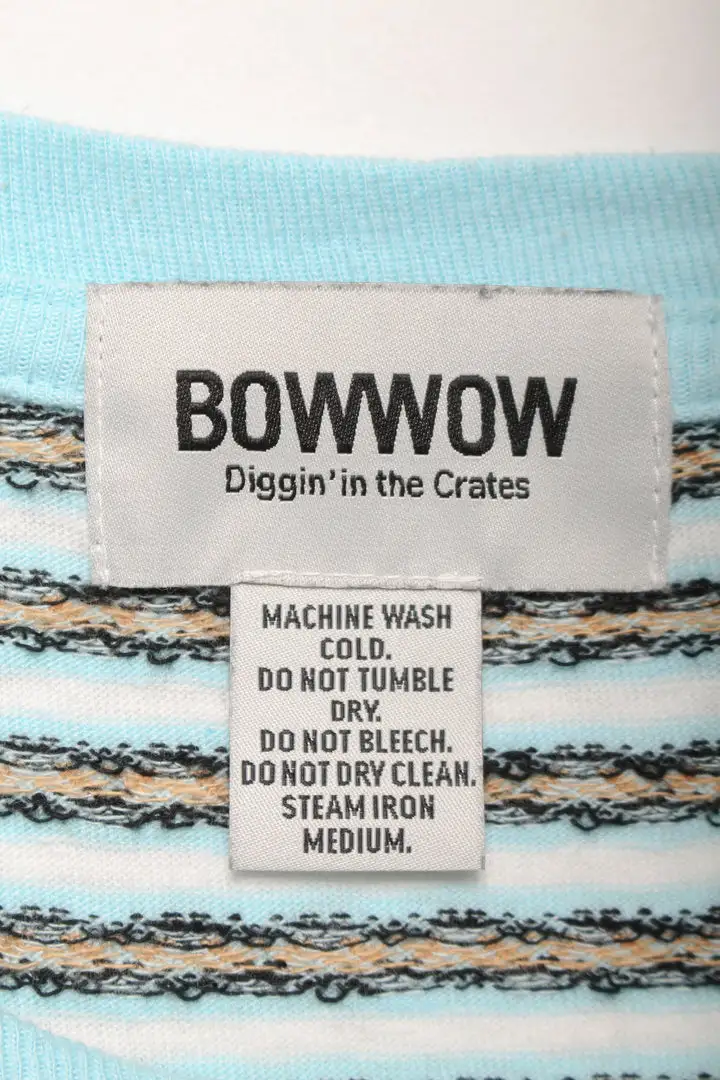 BOWWOW
Diggin' in the Crates
MACHINE WASH
COLD.
DO NOT TUMBLE
DRY.
DO NOT BLEECH.
DO NOT DRY CLEAN.
STEAM IRON
MEDIUM.